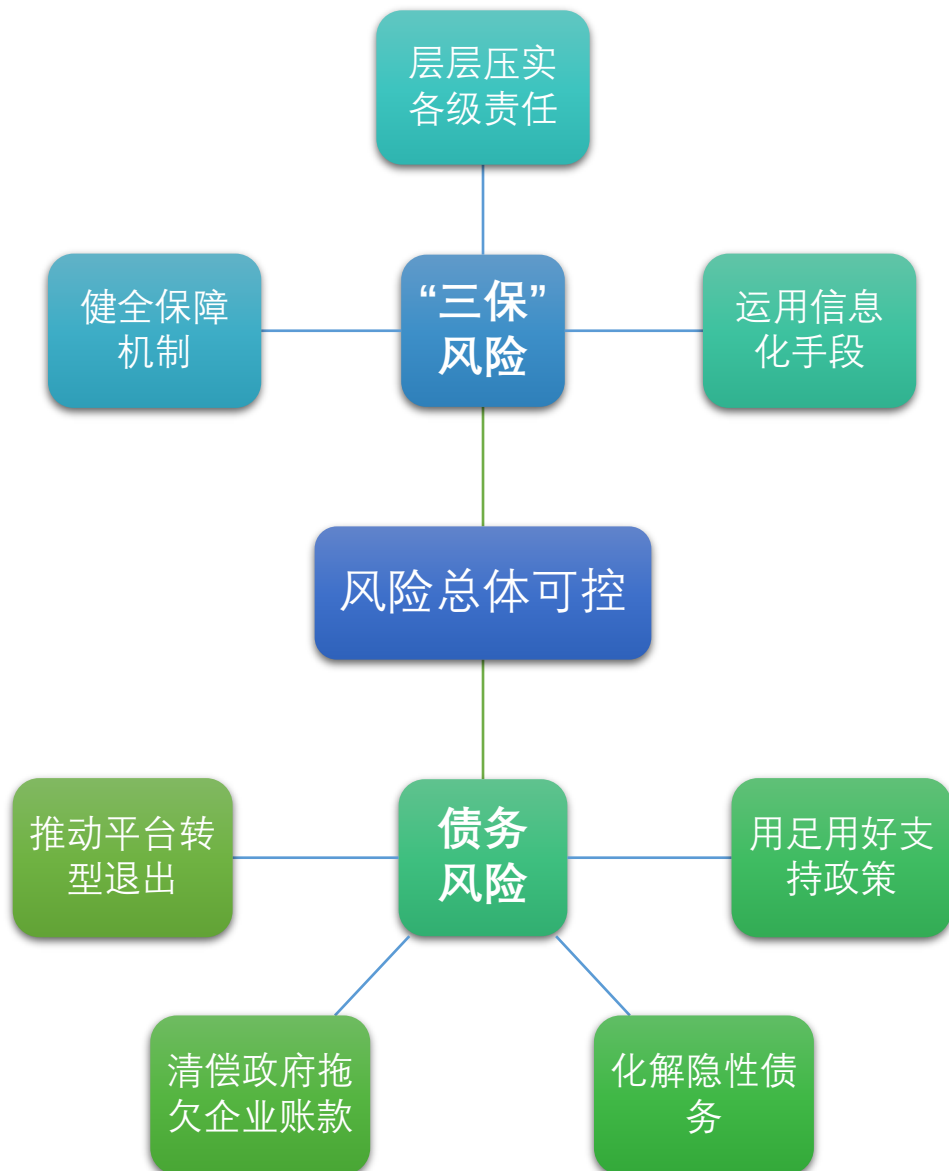 层层压实
各级责任
健全保障
机制
“三保”
风险
运用信息
化手段
风险总体可控
推动平台转
型退出
债务
风险
用足用好支
持政策
清偿政府拖
欠企业账款
化解隐性债
务